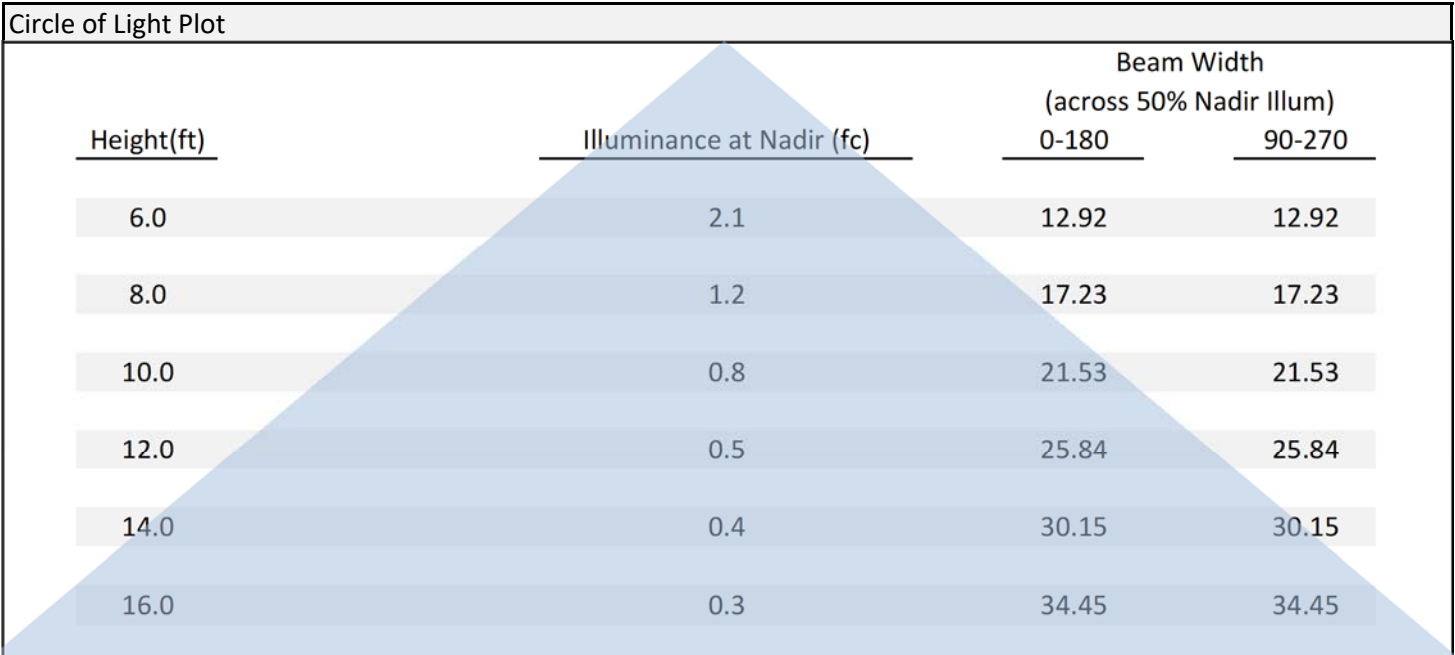 Circle of Light Plot
Beam Width
(across 50% Nadir Illum)
Height(ft) Illuminance at Nadir (fc) 0-180 90-270
6.0 2.1 12.92 12.92
8.0 1.2 17.23 17.23
10.0 0.8 21.53 21.53
12.0 0.5 25.84 25.84
14.0 0.4 30.15 30.15
16.0 0.3 34.45 34.45